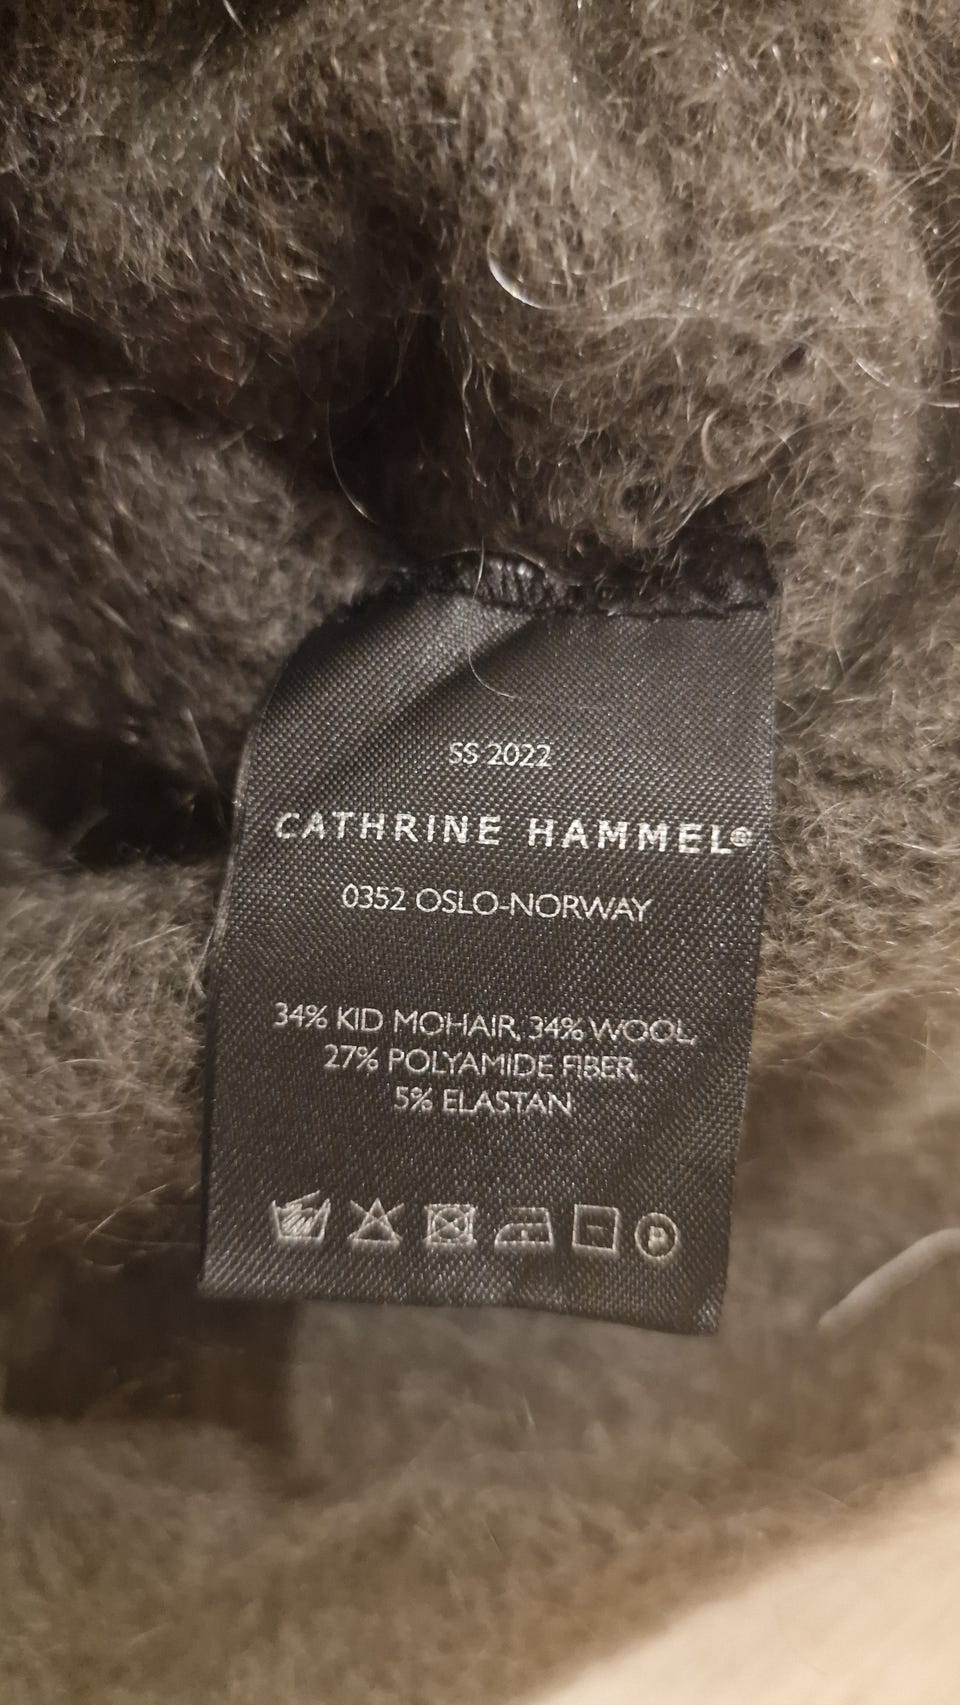 SS 2022
CATHRINE HAMMEL®
0352 OSLO-NORWAY
34% KID MOHAIR, 34% WOOL,
27% POLYAMIDE FIBER,
5% ELASTAN
P